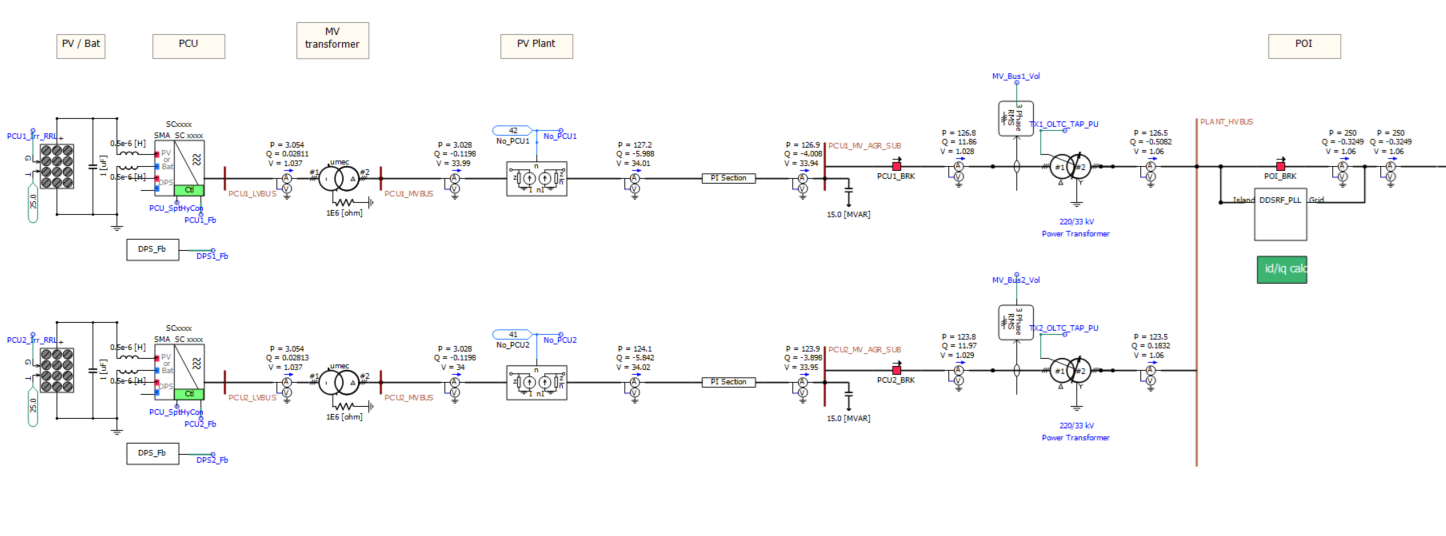 PV / Bat
PCU
MV
transformer
PV Plant
POI
PCU1_Irr_RRL
+
G
T
25.0
1 [uF]
0.5e-6 [H]
0.5e-6 [H]
SCxxxx
SMA SC xxxx
PV
or
Bat
DPS
Ctl
PCU_SptHyCon
PCU1_Fb
DPS_Fb
DPS1_Fb
P = 3.054
Q = 0.02811
V = 1.037
A
V
PCU1_LVBUS
umec
#1
#2
1E6 [ohm]
PCU1_MVBUS
P = 3.028
Q = -0.1198
V = 33.99
A
V
42
No_PCU1
No_PCU1
n
1 n1
P = 127.2
Q = -5.988
V = 34.01
A
V
PI Section
P = 126.9
Q = -4.008
V = 33.94
A
V
PCU1_MV_AGR_SUB
15.0 [MVAR]
PCU1_BRK
P = 126.8
Q = 11.86
V = 1.028
A
V
MV_Bus1_Vol
3 Phase
RMS
TX1_OLTC_TAP_PU
#1
#2
Δ
Y
220/33 kV
Power Transformer
P = 126.5
Q = -0.5082
V = 1.06
A
V
PLANT_HVBUS
POI_BRK
P = 250
Q = -0.3249
V = 1.06
A
V
P = 250
Q = -0.3249
V = 1.06
A
V
Island
DDSRF_PLL
Grid
id/iq calc
PCU2_Irr_RRL
+
G
T
25.0
1 [uF]
0.5e-6 [H]
0.5e-6 [H]
SCxxxx
SMA SC xxxx
PV
or
Bat
DPS
Ctl
PCU_SptHyCon
PCU2_Fb
DPS_Fb
DPS2_Fb
P = 3.054
Q = 0.02813
V = 1.037
A
V
PCU2_LVBUS
umec
#1
#2
1E6 [ohm]
PCU2_MVBUS
P = 3.028
Q = -0.1198
V = 34
A
V
41
No_PCU2
No_PCU2
n
1 n1
P = 124.1
Q = -5.842
V = 34.02
A
V
PI Section
P = 123.9
Q = -3.898
V = 33.95
A
V
PCU2_MV_AGR_SUB
15.0 [MVAR]
PCU2_BRK
P = 123.8
Q = 11.97
V = 1.029
A
V
MV_Bus2_Vol
3 Phase
RMS
TX2_OLTC_TAP_PU
#1
#2
Δ
Y
220/33 kV
Power Transformer
P = 123.5
Q = 0.1832
V = 1.06
A
V